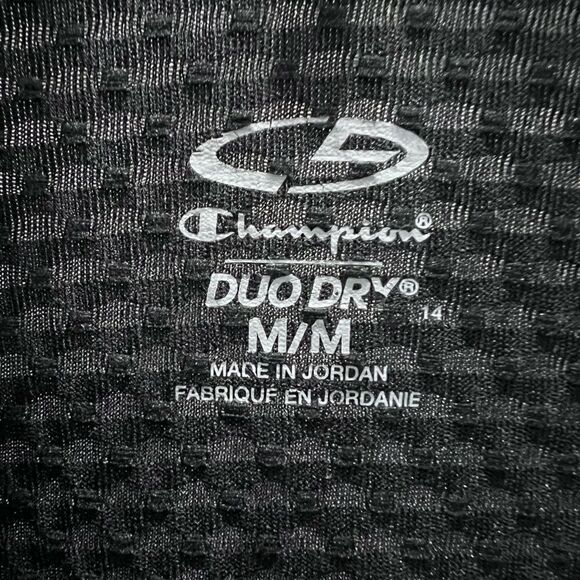 Champion®
DUO DRY®
14
M/M
MADE IN JORDAN
FABRIQUÉ EN JORDANIE